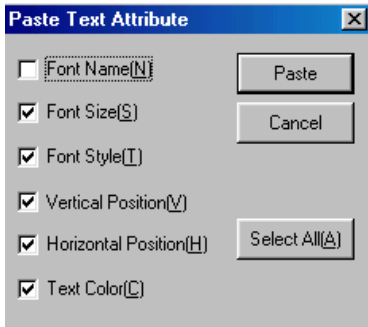 Paste Text Attribute
Font Name(N)
Paste
Font Size(S)
Cancel
Font Style(T)
Vertical Position(V)
Horizontal Position(H)
Select All(A)
Text Color(C)